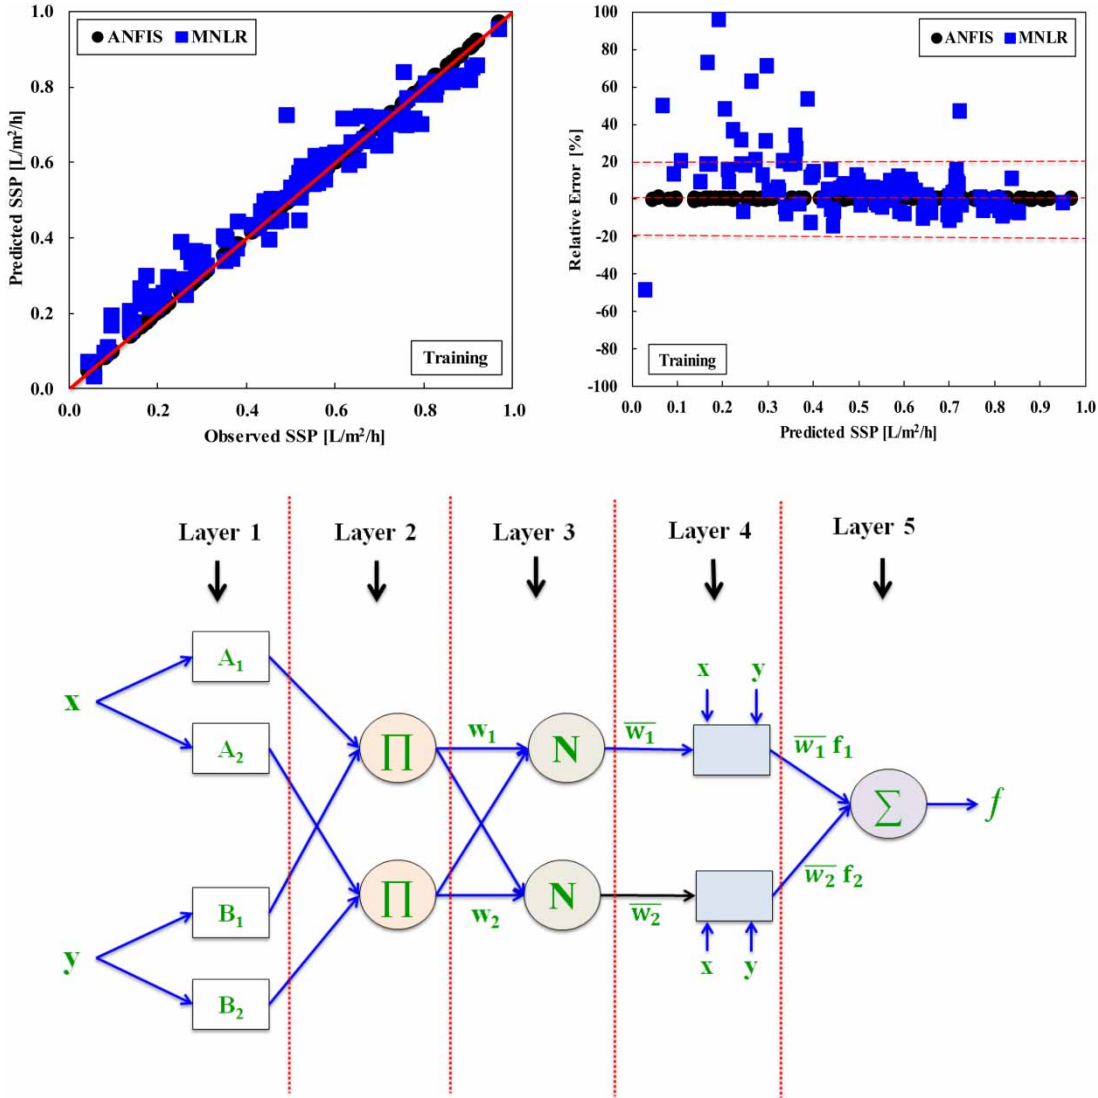 ANFIS MNLR
Predicted SSP [L/m²/h]
1.0
0.8
0.6
0.4
0.2
0.0
Training
0.0 0.2 0.4 0.6 0.8 1.0
Observed SSP [L/m²/h]
ANFIS MNLR
Relative Error [%]
100
80
60
40
20
0
-20
-40
-60
-80
-100
Training
0.0 0.1 0.2 0.3 0.4 0.5 0.6 0.7 0.8 0.9 1.0
Predicted SSP [L/m²/h]
Layer 1 Layer 2 Layer 3 Layer 4 Layer 5
A₁
x
A₂
B₁
y
B₂
∏
∏
w₁
w₂
N
N
w̅₁
w̅₂
x y
x y
w̅₁ f₁
w̅₂ f₂
∑
f